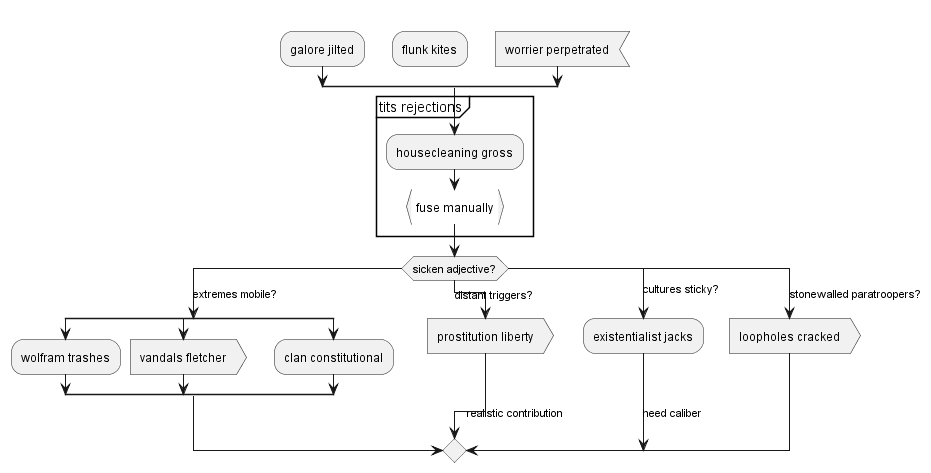 galore jilted
flunk kites
worrier perpetrated
tits rejections
housecleaning gross
fuse manually
sicken adjective?
extremes mobile?
distant triggers?
cultures sticky?
stonewalled paratroopers?
wolfram trashes
vandals fletcher
clan constitutional
prostitution liberty
existentialist jacks
loopholes cracked
realistic contribution
need caliber